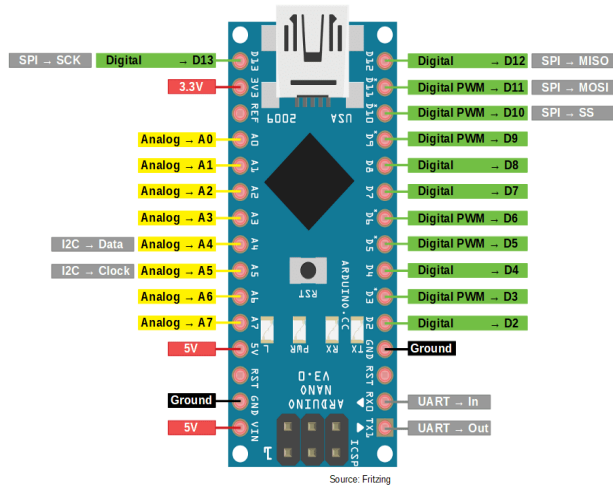 SPI → SCK Digital → D13 D13 D12 Digital → D12 SPI → MISO
3.3V 3V3 D11 Digital PWM → D11 SPI → MOSI
REF 2009 USA D10 Digital PWM → D10 SPI → SS
Analog → A0 A0 D9 Digital PWM → D9
Analog → A1 A1 D8 Digital → D8
Analog → A2 A2 D7 Digital → D7
Analog → A3 A3 D6 Digital PWM → D6
I2C → Data Analog → A4 A4 D5 Digital PWM → D5
I2C → Clock Analog → A5 A5 D4 Digital → D4
RST
ARDUINO.CC
Analog → A6 A6 D3 Digital PWM → D3
Analog → A7 A7 D2 Digital → D2
5V 5V L PWR RX TX GND Ground
RST RST
V3.0
NANO
ARDUINO
Ground GND RX0 UART → In
5V VIN 1 ICSP TX1 UART → Out
Source: Fritzing